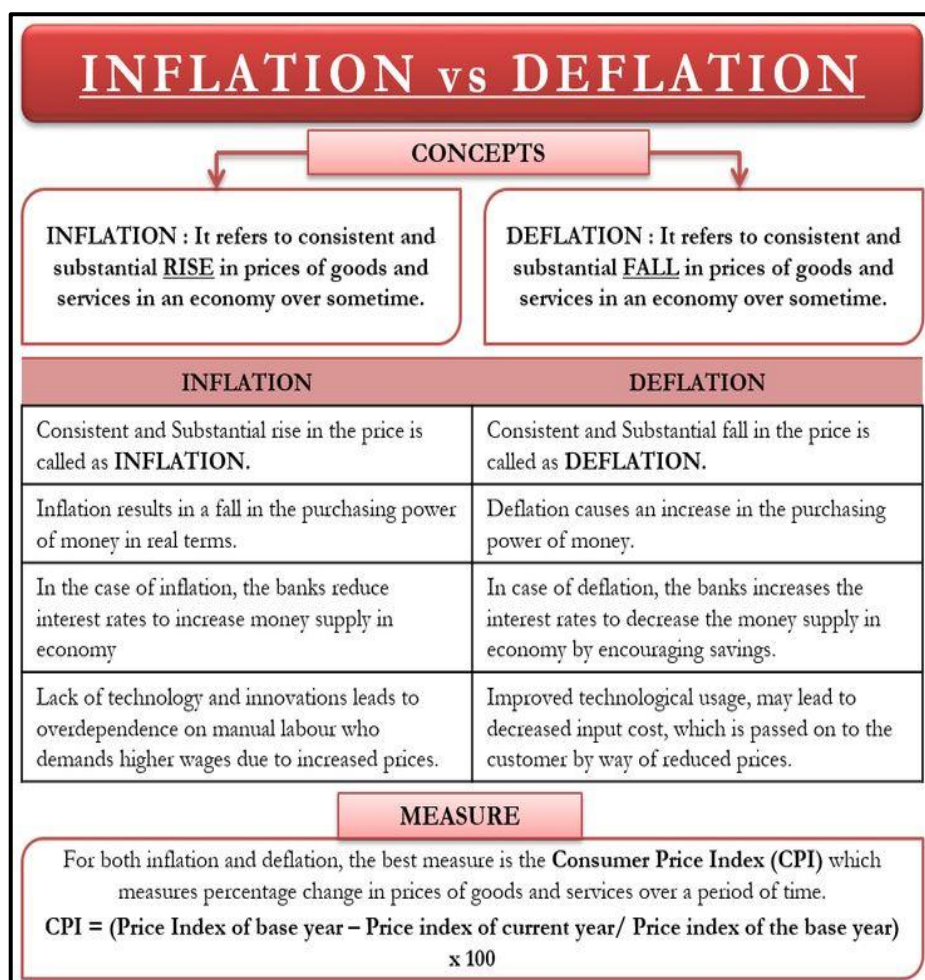 INFLATION vs DEFLATION
CONCEPTS
INFLATION : It refers to consistent and
substantial RISE in prices of goods and
services in an economy over sometime.
DEFLATION : It refers to consistent and
substantial FALL in prices of goods and
services in an economy over sometime.
INFLATION
DEFLATION
Consistent and Substantial rise in the price is
called as INFLATION.
Consistent and Substantial fall in the price is
called as DEFLATION.
Inflation results in a fall in the purchasing power
of money in real terms.
Deflation causes an increase in the purchasing
power of money.
In the case of inflation, the banks reduce
interest rates to increase money supply in
economy
In case of deflation, the banks increases the
interest rates to decrease the money supply in
economy by encouraging savings.
Lack of technology and innovations leads to
overdependence on manual labour who
demands higher wages due to increased prices.
Improved technological usage, may lead to
decreased input cost, which is passed on to the
customer by way of reduced prices.
MEASURE
For both inflation and deflation, the best measure is the Consumer Price Index (CPI) which
measures percentage change in prices of goods and services over a period of time.
CPI = (Price Index of base year – Price index of current year/ Price index of the base year)
x 100